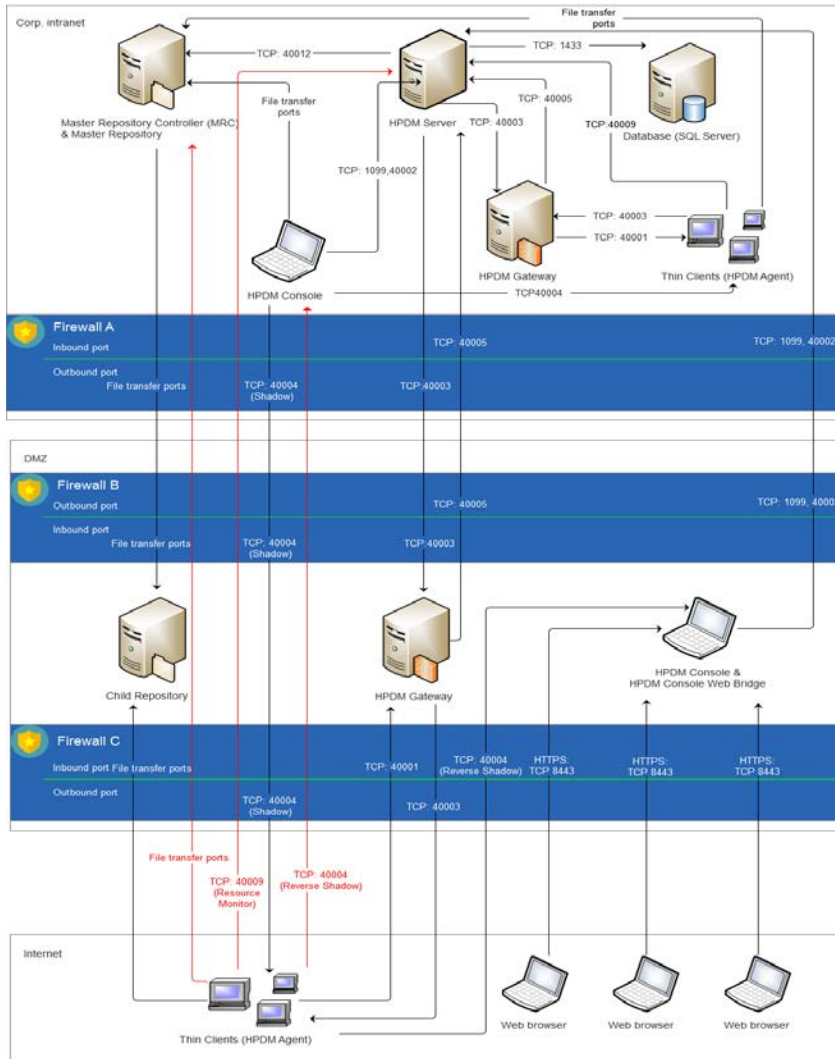 Corp. intranet
File transfer
ports
TCP: 40012
TCP: 1433
TCP: 40005
File transfer
ports
TCP:40009
Master Repository Controller (MRC)
& Master Repository
HPDM Server
TCP: 40003
Database (SQL Server)
TCP: 1099,40002
TCP: 40003
TCP: 40001
HPDM Gateway
Thin Clients (HPDM Agent)
HPDM Console
TCP40004
Firewall A
Inbound port
TCP: 40005
TCP: 1099, 40002
Outbound port
File transfer ports
TCP: 40004
(Shadow)
TCP:40003
DMZ
Firewall B
Outbound port
TCP: 40005
TCP: 1099, 4000
Inbound port
File transfer ports
TCP: 40004
(Shadow)
TCP:40003
Child Repository
HPDM Gateway
HPDM Console &
HPDM Console Web Bridge
Firewall C
Inbound port
File transfer ports
TCP: 40001
TCP: 40004
(Reverse Shadow)
HTTPS:
TCP 8443
HTTPS:
TCP 8443
HTTPS:
TCP 8443
Outbound port
TCP: 40004
(Shadow)
TCP: 40003
File transfer ports
TCP: 40009
(Resource
Monitor)
TCP: 40004
(Reverse Shadow)
Internet
Thin Clients (HPDM Agent)
Web browser
Web browser
Web browser